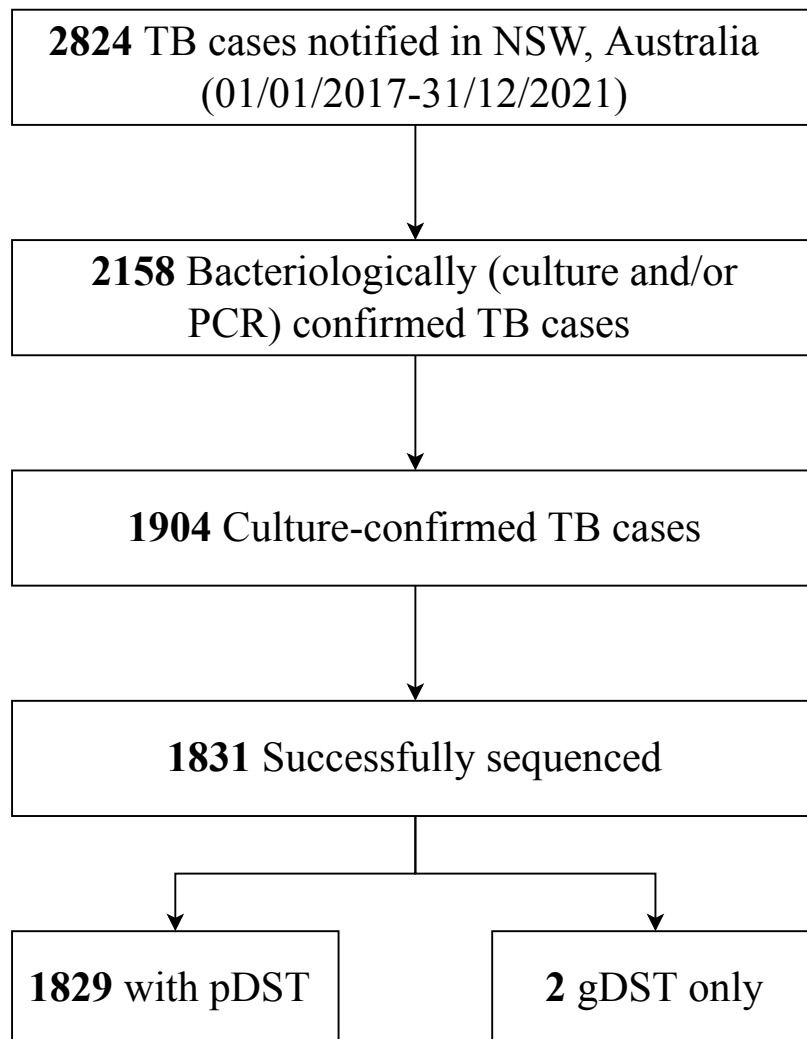 2824 TB cases notified in NSW, Australia
(01/01/2017-31/12/2021)
2158 Bacteriologically (culture and/or
PCR) confirmed TB cases
1904 Culture-confirmed TB cases
1831 Successfully sequenced
1829 with pDST
2 gDST only